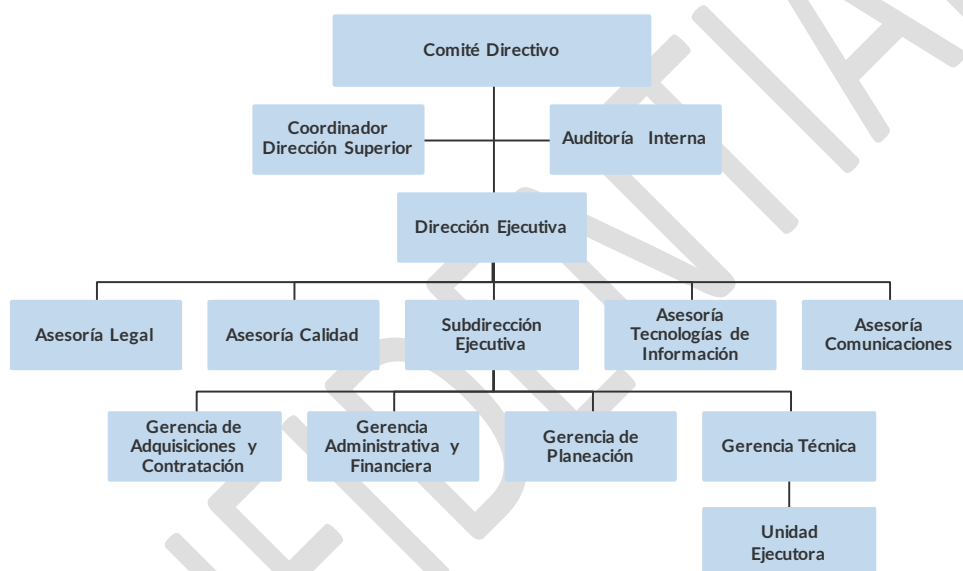 Comité Directivo
Coordinador
Dirección Superior
Auditoría Interna
Dirección Ejecutiva
Asesoría Legal
Asesoría Calidad
Subdirección
Ejecutiva
Asesoría
Tecnologías de
Información
Asesoría
Comunicaciones
Gerencia de
Adquisiciones y
Contratación
Gerencia
Administrativa y
Financiera
Gerencia de
Planeación
Gerencia Técnica
Unidad
Ejecutora